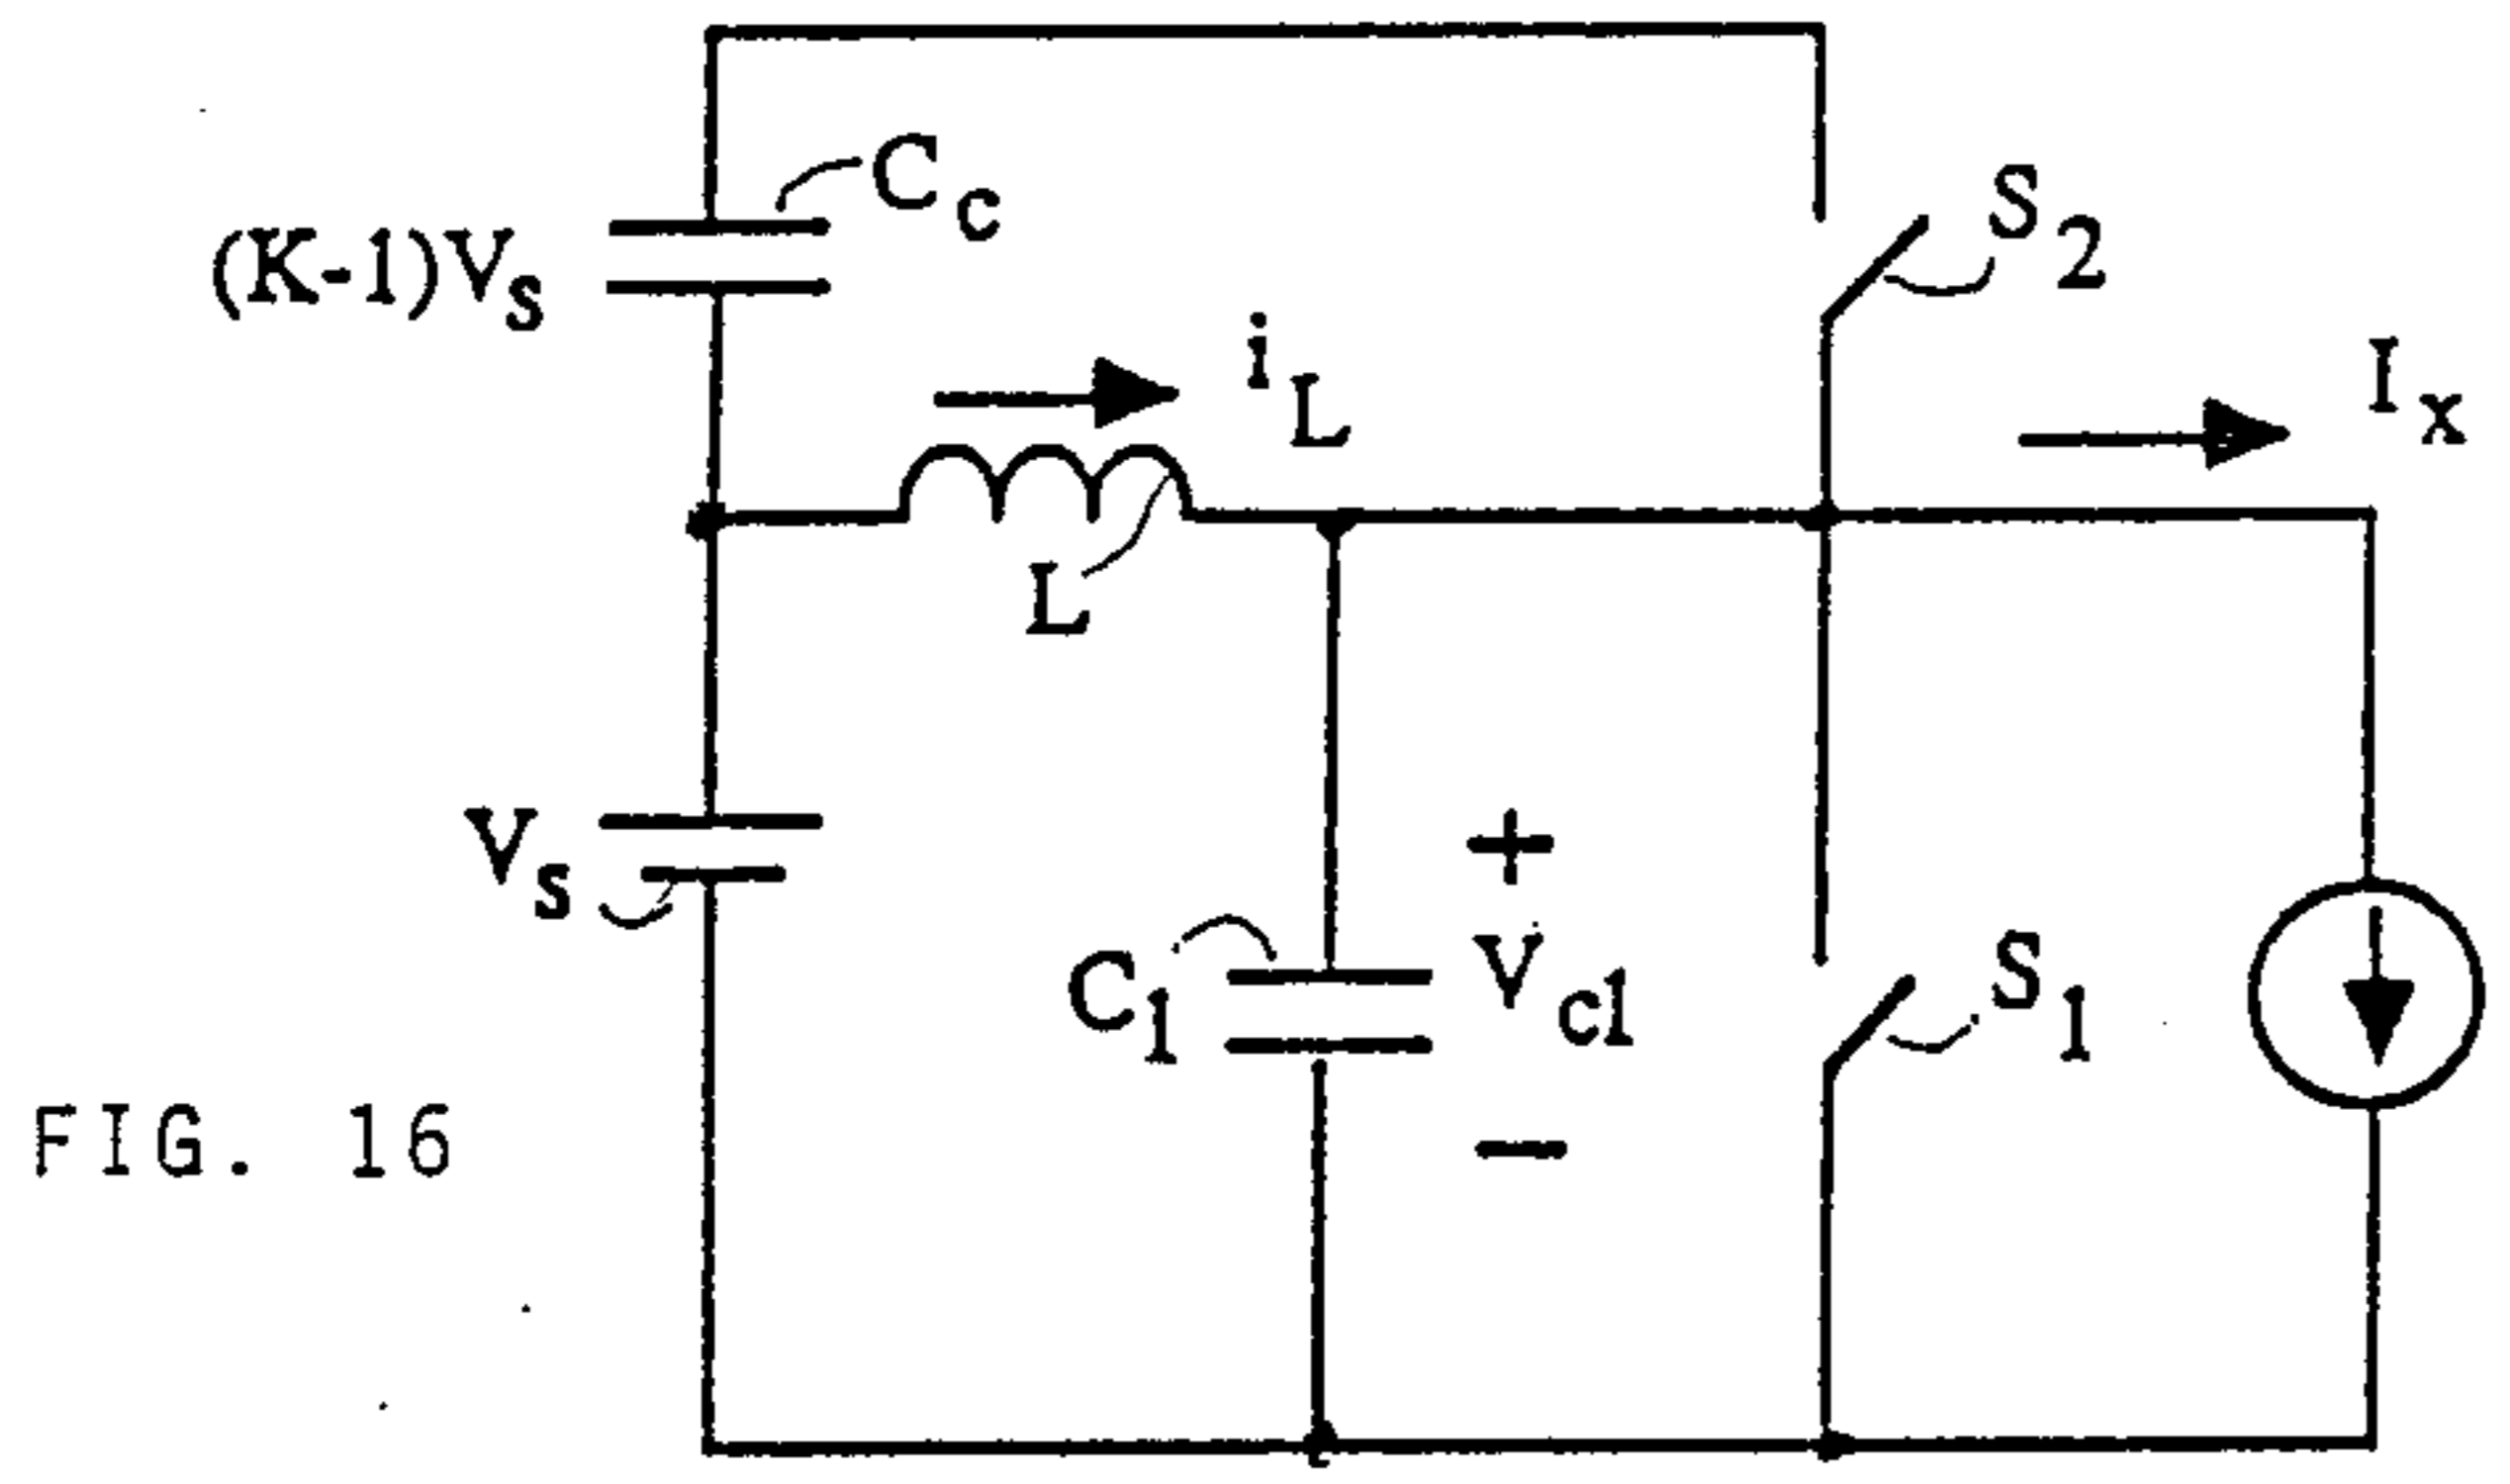 C_c
(K-1)V_s
S_2
i_L
I_x
L
V_s
+
V_c1
C_1
S_1
−
FIG. 16